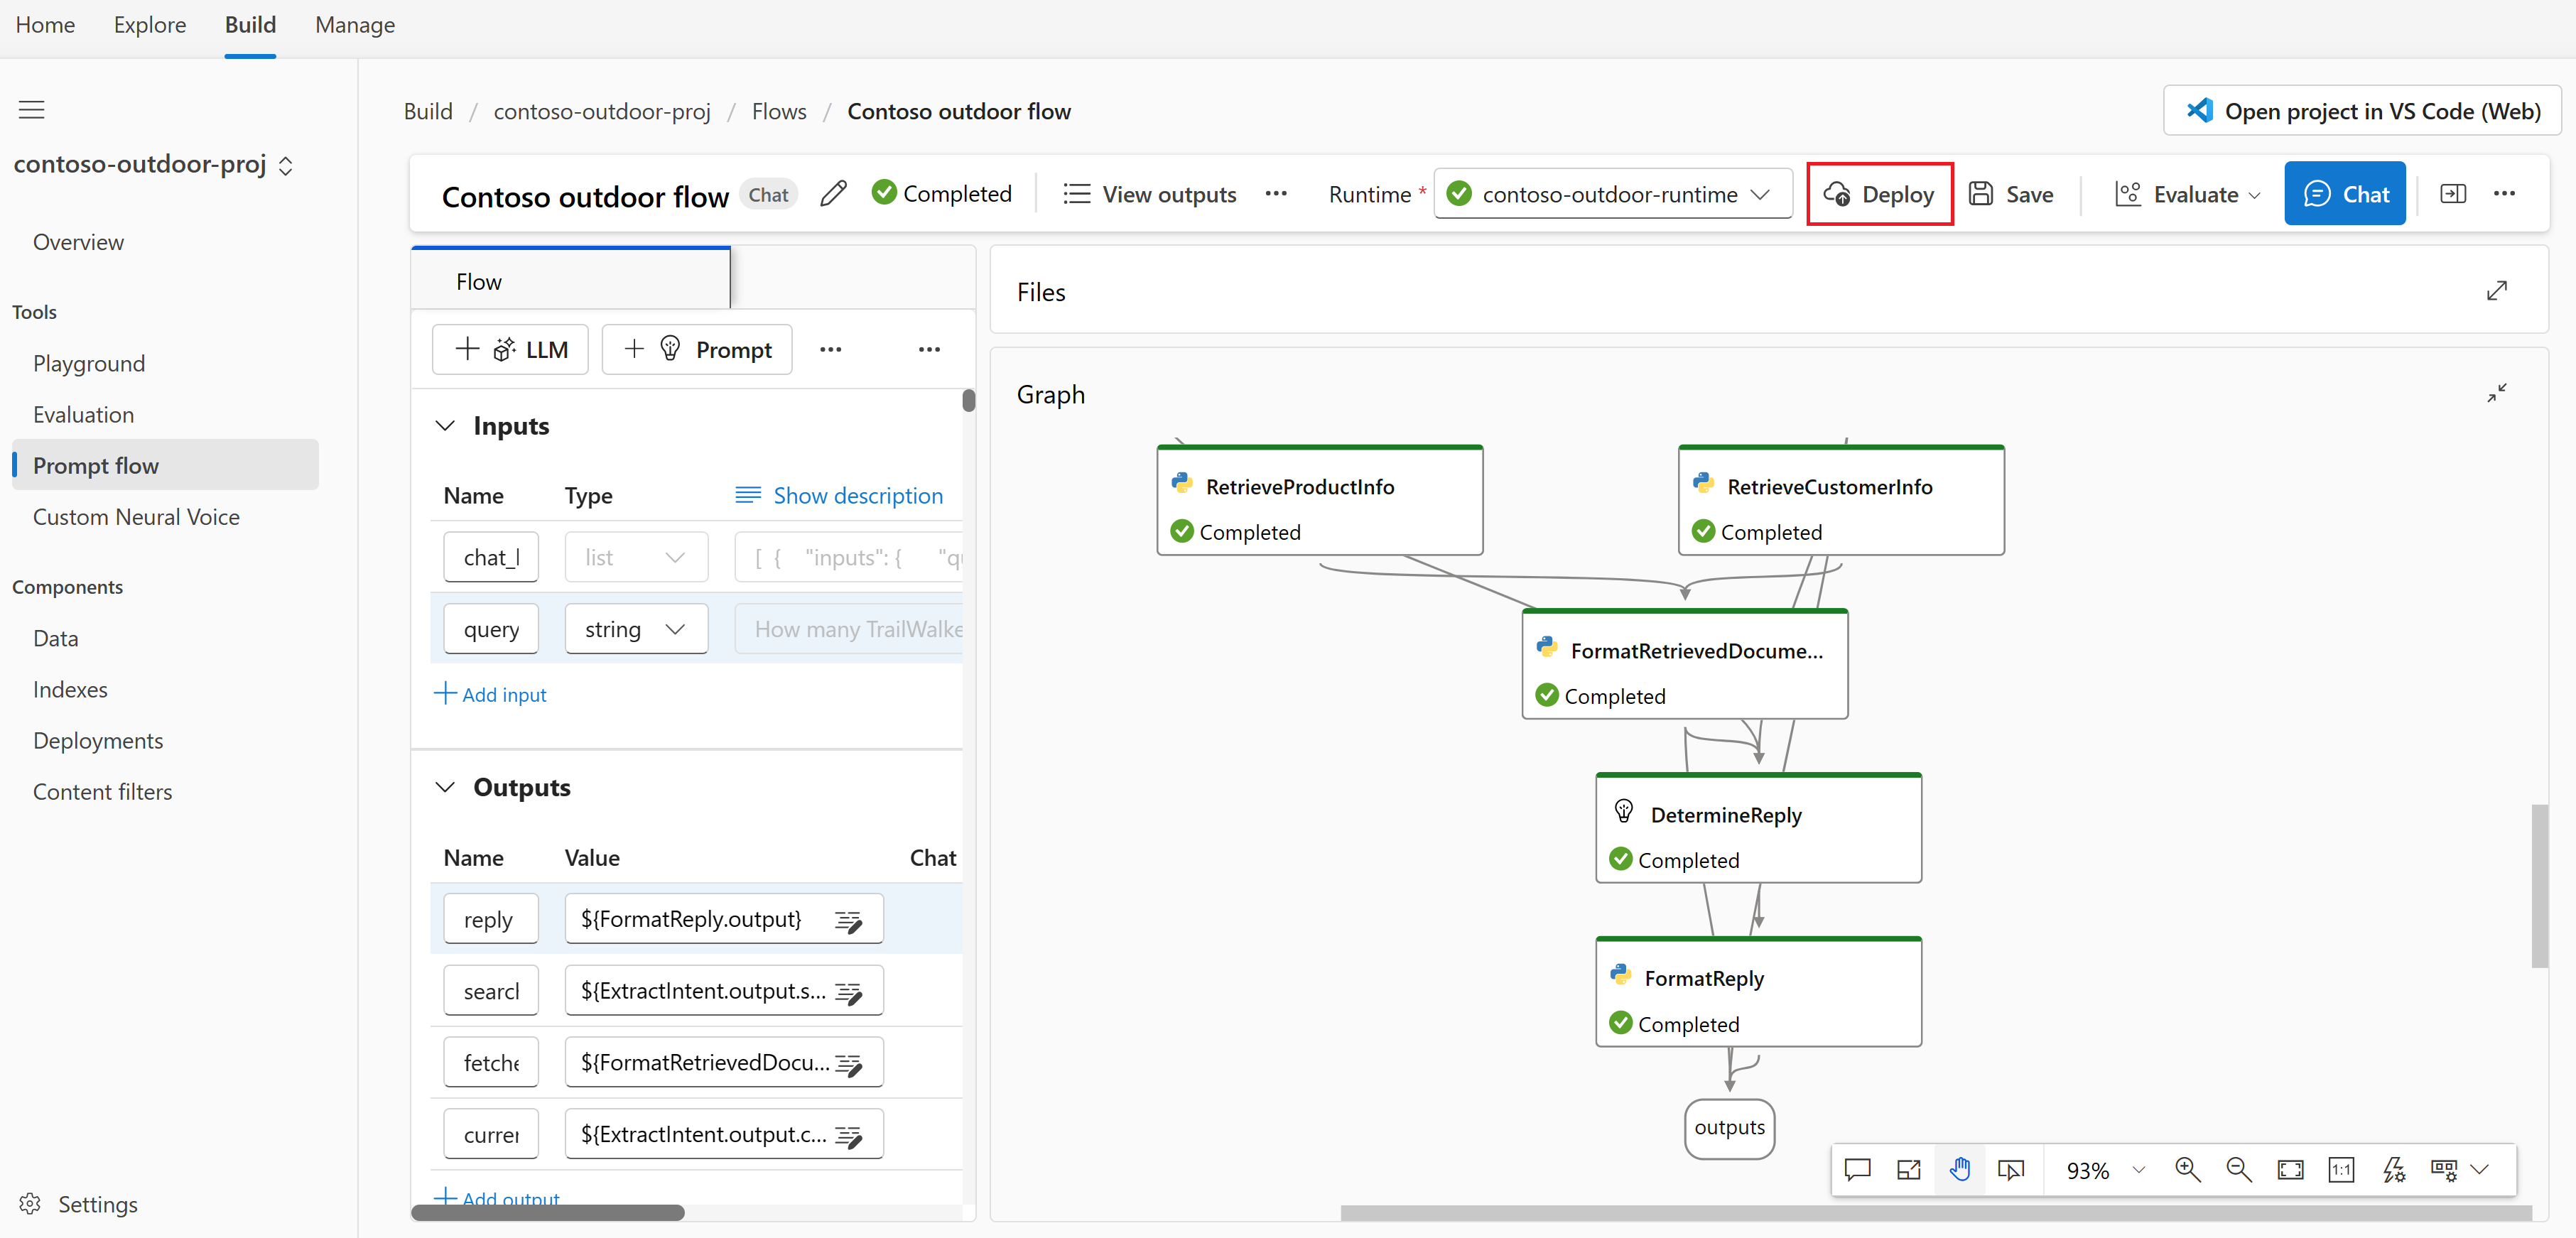 Home Explore Build Manage
contoso-outdoor-proj
Overview
Tools
Playground
Evaluation
Prompt flow
Custom Neural Voice
Components
Data
Indexes
Deployments
Content filters
Settings
Build / contoso-outdoor-proj / Flows / Contoso outdoor flow
Open project in VS Code (Web)
Contoso outdoor flow Chat Completed View outputs ... Runtime * contoso-outdoor-runtime Deploy Save Evaluate Chat ...
Flow
+ LLM + Prompt ... ...
Inputs
Name Type Show description
chat_l list [ { "inputs": { "qu
query string How many TrailWalke
+ Add input
Outputs
Name Value Chat
reply ${FormatReply.output}
search ${ExtractIntent.output.s...
fetche ${FormatRetrievedDocu...
curren ${ExtractIntent.output.c...
+ Add output
Files
Graph
RetrieveProductInfo
Completed
RetrieveCustomerInfo
Completed
FormatRetrievedDocume...
Completed
DetermineReply
Completed
FormatReply
Completed
outputs
93% 1:1